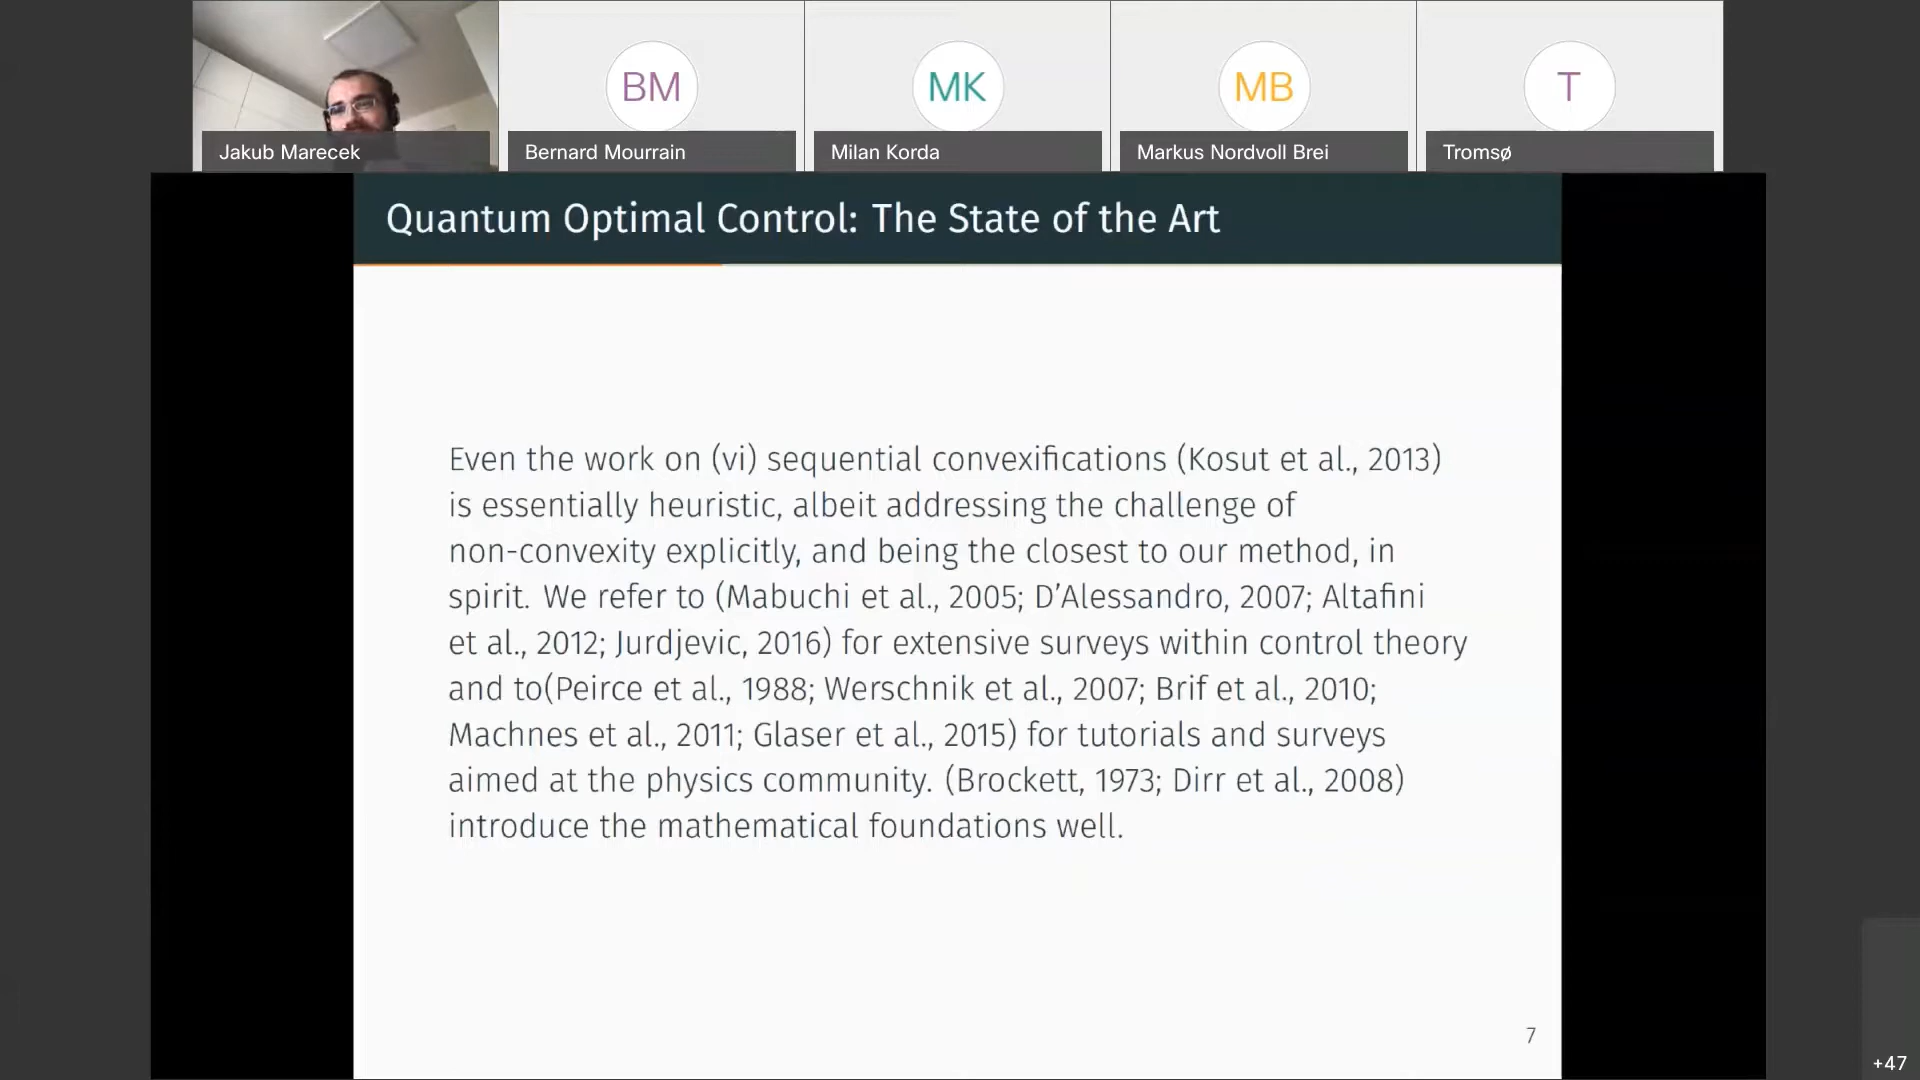 BM
MK
MB
T
Jakub Marecek
Bernard Mourrain
Milan Korda
Markus Nordvoll Brei
Tromsø
Quantum Optimal Control: The State of the Art
Even the work on (vi) sequential convexifications (Kosut et al., 2013)
is essentially heuristic, albeit addressing the challenge of
non-convexity explicitly, and being the closest to our method, in
spirit. We refer to (Mabuchi et al., 2005; D’Alessandro, 2007; Altafini
et al., 2012; Jurdjevic, 2016) for extensive surveys within control theory
and to(Peirce et al., 1988; Werschnik et al., 2007; Brif et al., 2010;
Machnes et al., 2011; Glaser et al., 2015) for tutorials and surveys
aimed at the physics community. (Brockett, 1973; Dirr et al., 2008)
introduce the mathematical foundations well.
7
+47